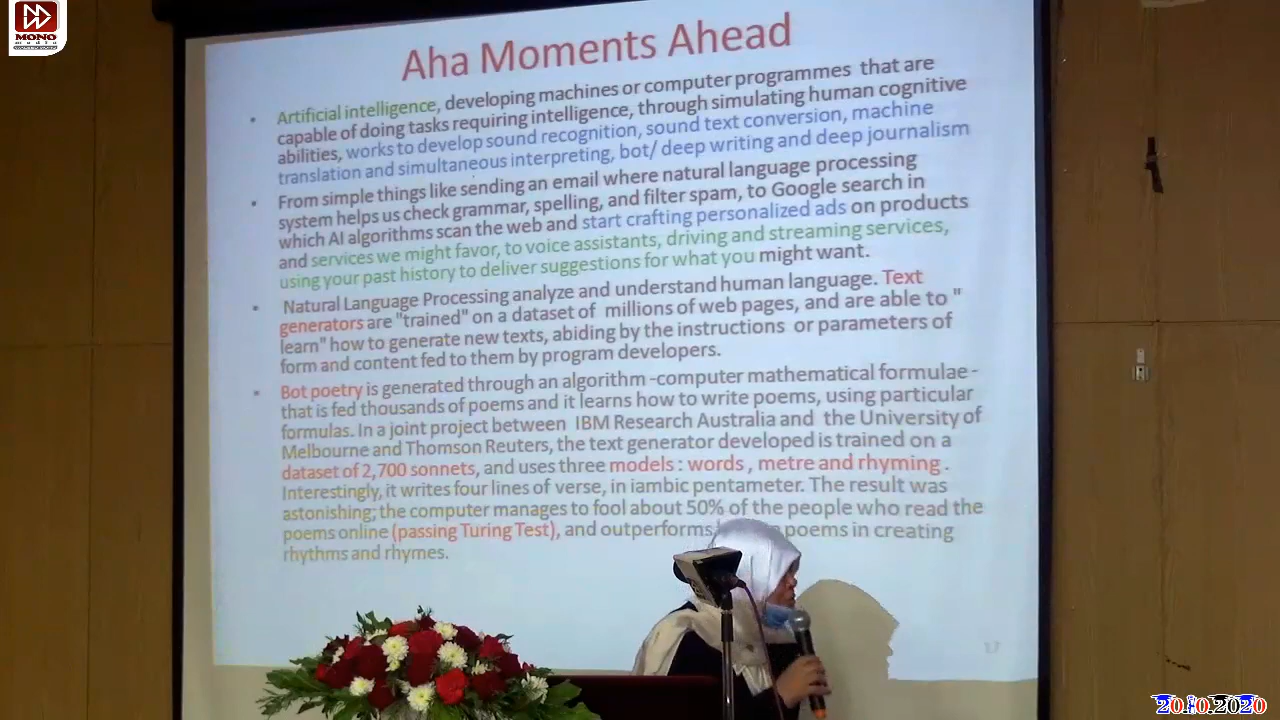 MONO
media
Aha Moments Ahead
• Artificial intelligence, developing machines or computer programmes that are
capable of doing tasks requiring intelligence, through simulating human cognitive
abilities, works to develop sound recognition, sound text conversion, machine
translation and simultaneous interpreting, bot/ deep writing and deep journalism
• From simple things like sending an email where natural language processing
system helps us check grammar, spelling, and filter spam, to Google search in
which AI algorithms scan the web and start crafting personalized ads on products
and services we might favor, to voice assistants, driving and streaming services,
using your past history to deliver suggestions for what you might want.
• Natural Language Processing analyze and understand human language. Text
generators are "trained" on a dataset of millions of web pages, and are able to "
learn" how to generate new texts, abiding by the instructions or parameters of
form and content fed to them by program developers.
• Bot poetry is generated through an algorithm -computer mathematical formulae -
that is fed thousands of poems and it learns how to write poems, using particular
formulas. In a joint project between IBM Research Australia and the University of
Melbourne and Thomson Reuters, the text generator developed is trained on a
dataset of 2,700 sonnets, and uses three models : words , metre and rhyming .
Interestingly, it writes four lines of verse, in iambic pentameter. The result was
astonishing; the computer manages to fool about 50% of the people who read the
poems online (passing Turing Test), and outperforms poems in creating
rhythms and rhymes.
17
20.10.2020